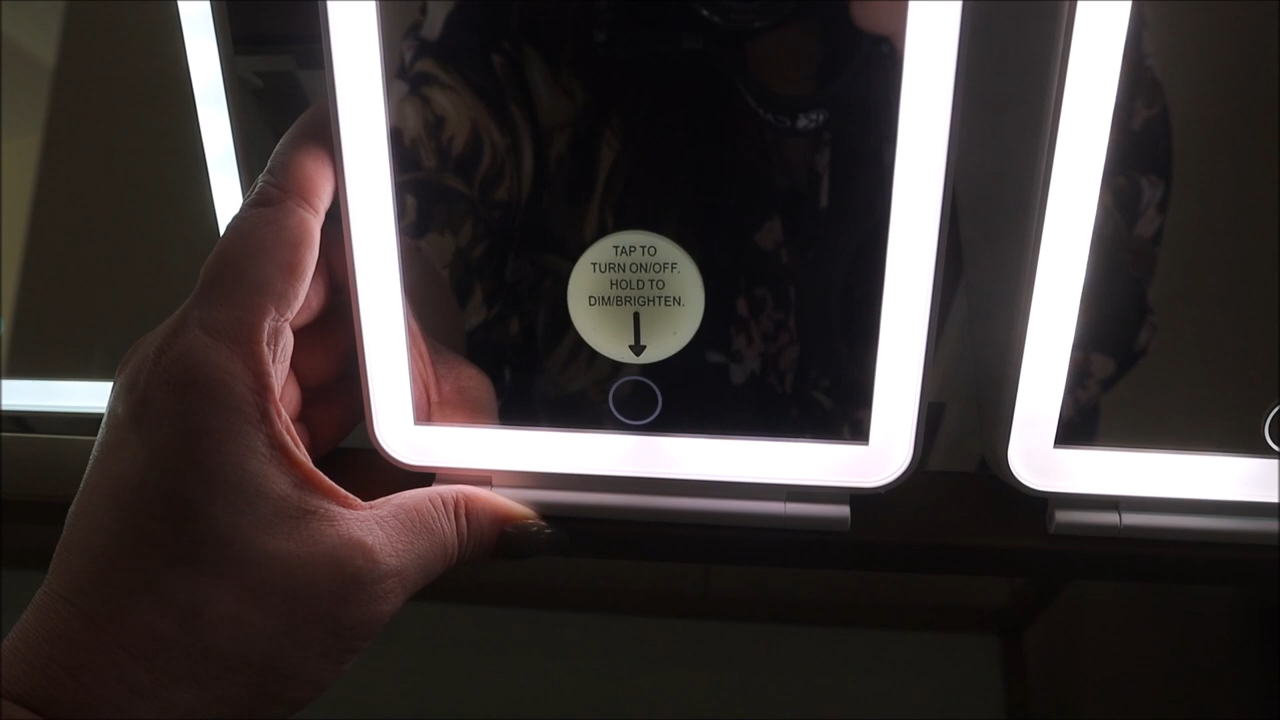 TAP TO
TURN ON/OFF.
HOLD TO
DIM/BRIGHTEN.